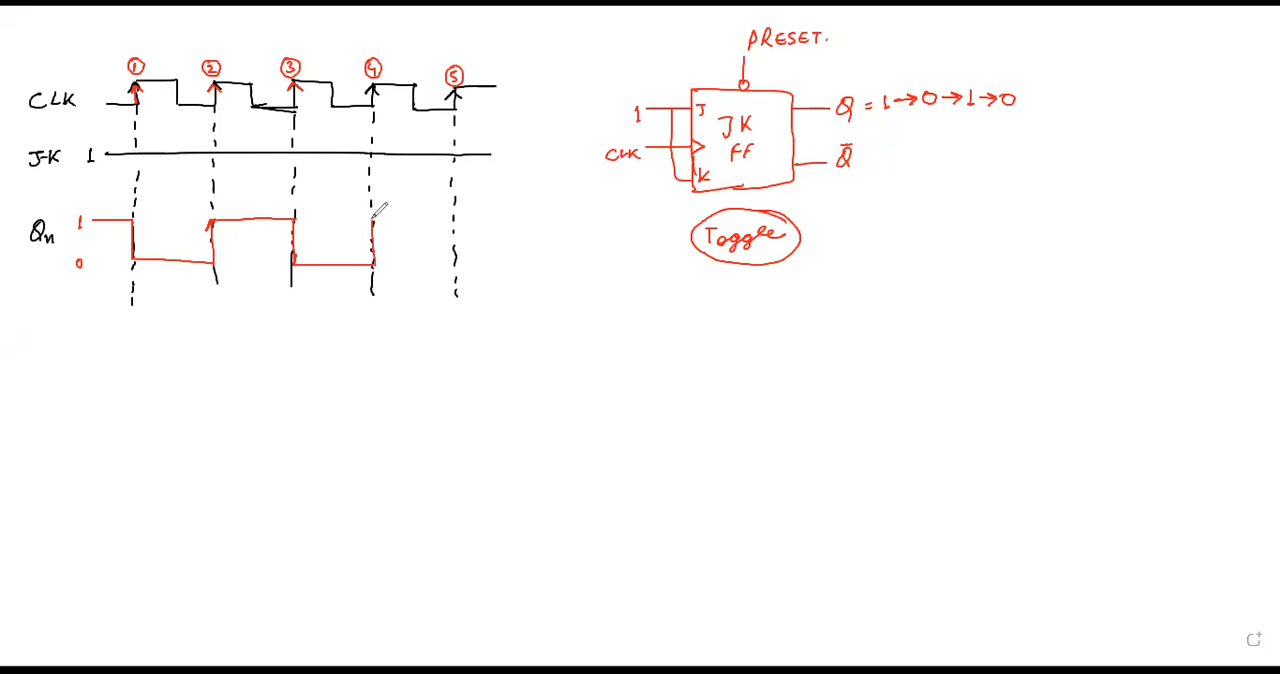 ① ② ③ ④ ⑤
CLK
J-K 1
Qn 1
0
PRESET.
1 J
JK
FF
CLK
K
Q = 1→0→1→0
Q̄
Toggle